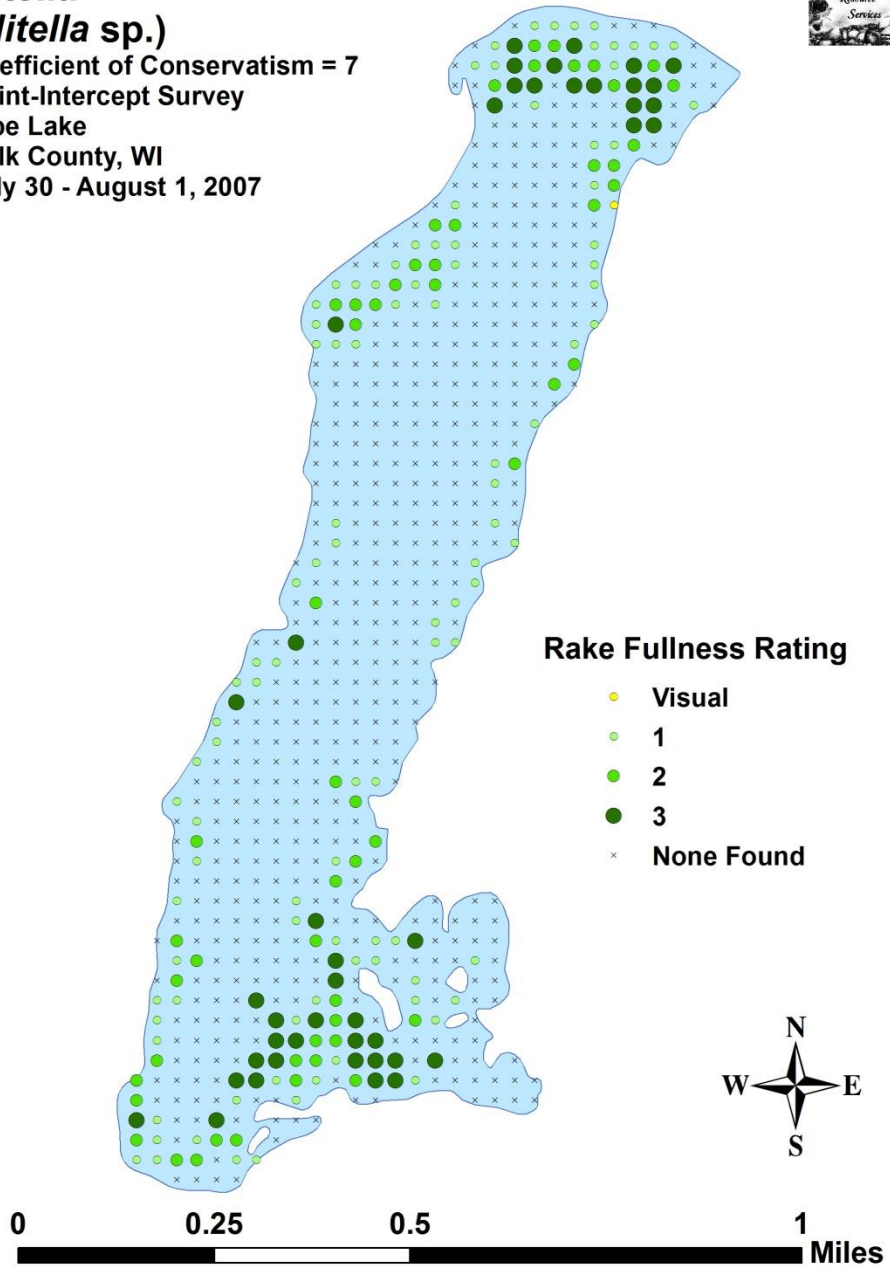 litella sp.)
efficient of Conservatism = 7
int-Intercept Survey
be Lake
lk County, WI
ly 30 - August 1, 2007
Services
Rake Fullness Rating
Visual
1
2
3
None Found
N
W E
S
0 0.25 0.5 1
Miles